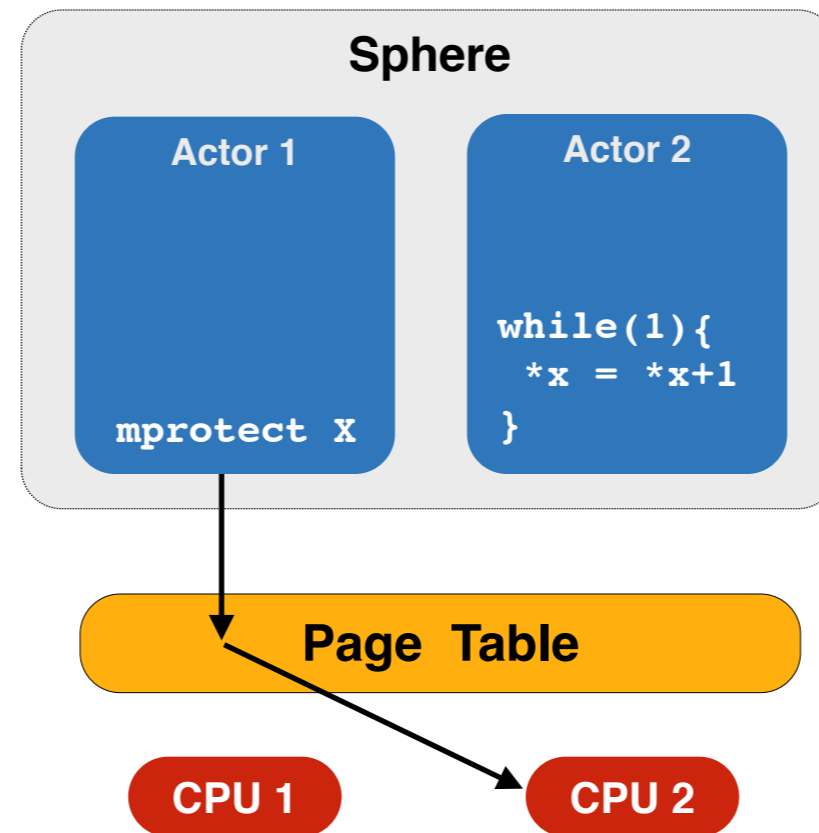 Sphere
Actor 1
mprotect X
Actor 2
while(1){
*x = *x+1
}
Page Table
CPU 1
CPU 2